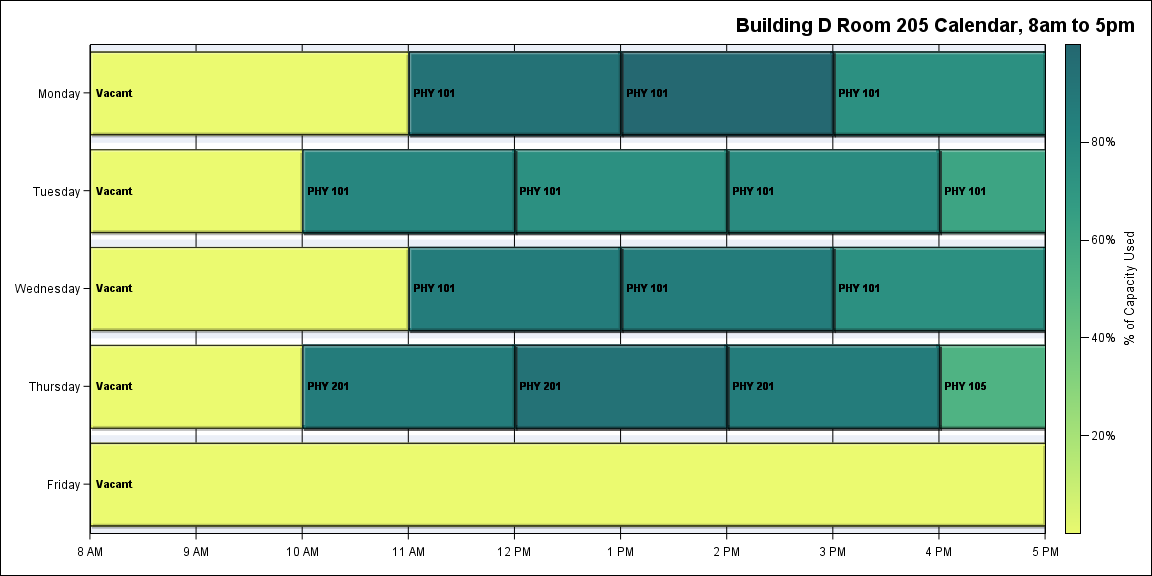 Building D Room 205 Calendar, 8am to 5pm
Monday
Vacant
PHY 101
PHY 101
PHY 101
Tuesday
Vacant
PHY 101
PHY 101
PHY 101
PHY 101
Wednesday
Vacant
PHY 101
PHY 101
PHY 101
Thursday
Vacant
PHY 201
PHY 201
PHY 201
PHY 105
Friday
Vacant
8 AM
9 AM
10 AM
11 AM
12 PM
1 PM
2 PM
3 PM
4 PM
5 PM
80%
60%
40%
20%
% of Capacity Used